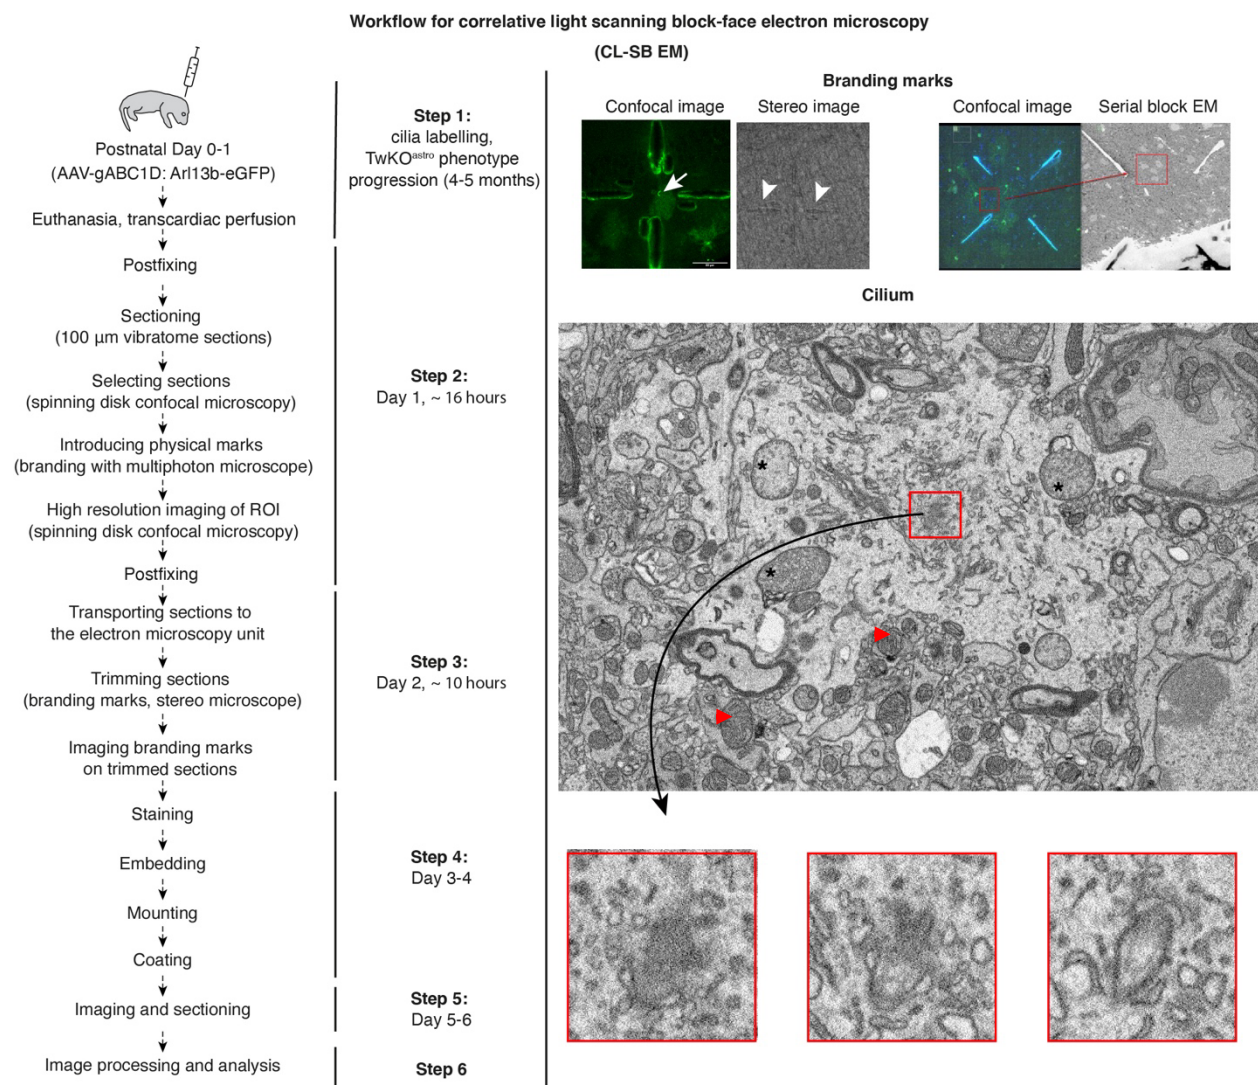 Workflow for correlative light scanning block-face electron microscopy
(CL-SB EM)
Postnatal Day 0-1
(AAV-gABC1D: Arl13b-eGFP)
Euthanasia, transcardiac perfusion
Postfixing
Sectioning
(100 µm vibratome sections)
Selecting sections
(spinning disk confocal microscopy)
Introducing physical marks
(branding with multiphoton microscope)
High resolution imaging of ROI
(spinning disk confocal microscopy)
Postfixing
Transporting sections to
the electron microscopy unit
Trimming sections
(branding marks, stereo microscope)
Imaging branding marks
on trimmed sections
Staining
Embedding
Mounting
Coating
Imaging and sectioning
Image processing and analysis
Step 1:
cilia labelling,
TwKOᵃˢᵗʳᵒ phenotype
progression (4-5 months)
Step 2:
Day 1, ~ 16 hours
Step 3:
Day 2, ~ 10 hours
Step 4:
Day 3-4
Step 5:
Day 5-6
Step 6
Branding marks
Confocal image
Stereo image
Confocal image
Serial block EM
Cilium
*
*
*